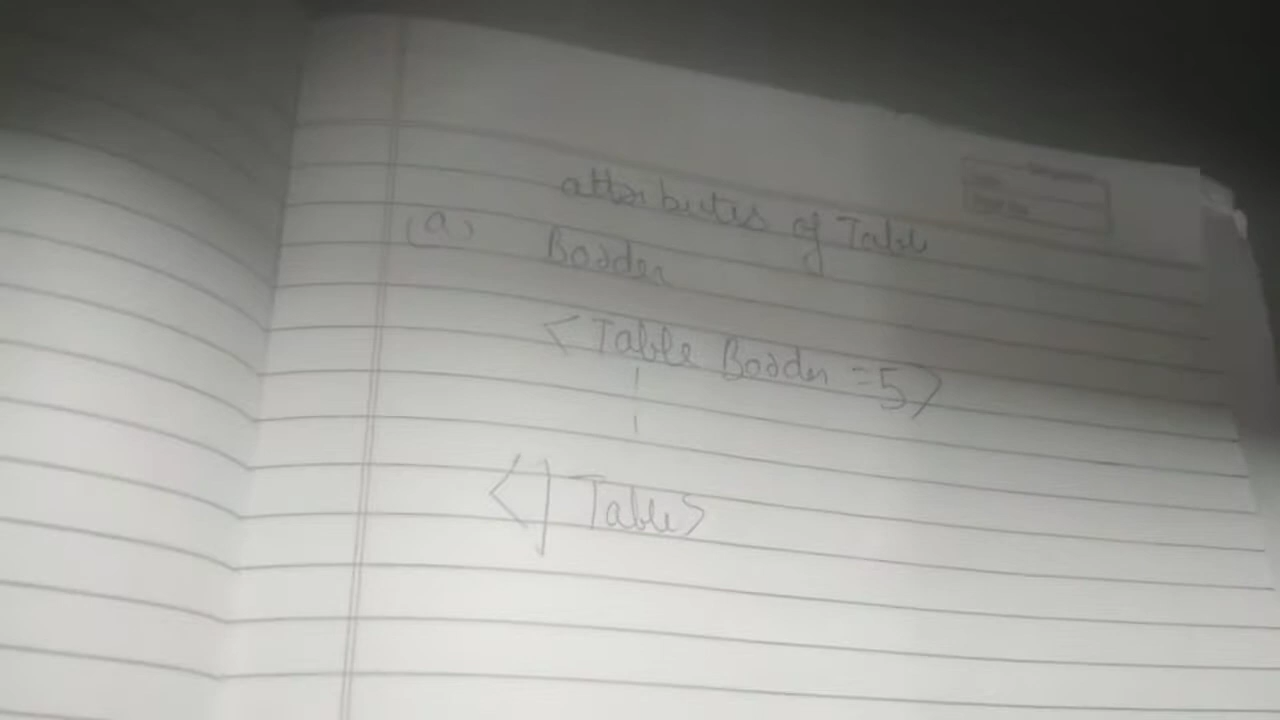 attributes of Table
(a) Border
<Table Border =5>
</Table>